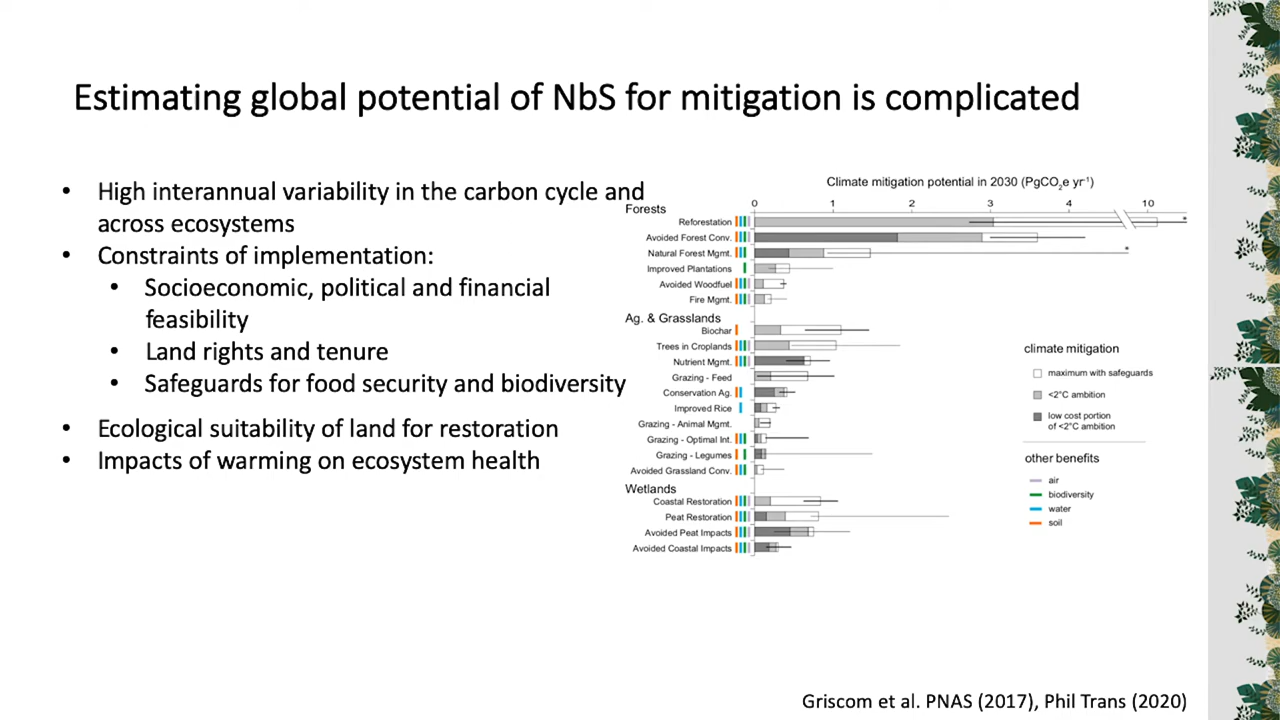 Estimating global potential of NbS for mitigation is complicated
• High interannual variability in the carbon cycle and
across ecosystems
• Constraints of implementation:
• Socioeconomic, political and financial
feasibility
• Land rights and tenure
• Safeguards for food security and biodiversity
• Ecological suitability of land for restoration
• Impacts of warming on ecosystem health
Climate mitigation potential in 2030 (PgCO₂e yr⁻¹)
0 1 2 3 4 10
Forests
Reforestation *
Avoided Forest Conv.
Natural Forest Mgmt. *
Improved Plantations
Avoided Woodfuel
Fire Mgmt.
Ag. & Grasslands
Biochar
Trees in Croplands
Nutrient Mgmt.
Grazing - Feed
Conservation Ag.
Improved Rice
Grazing - Animal Mgmt.
Grazing - Optimal Int.
Grazing - Legumes
Avoided Grassland Conv.
Wetlands
Coastal Restoration
Peat Restoration
Avoided Peat Impacts
Avoided Coastal Impacts
climate mitigation
maximum with safeguards
<2°C ambition
low cost portion
of <2°C ambition
other benefits
air
biodiversity
water
soil
Griscom et al. PNAS (2017), Phil Trans (2020)